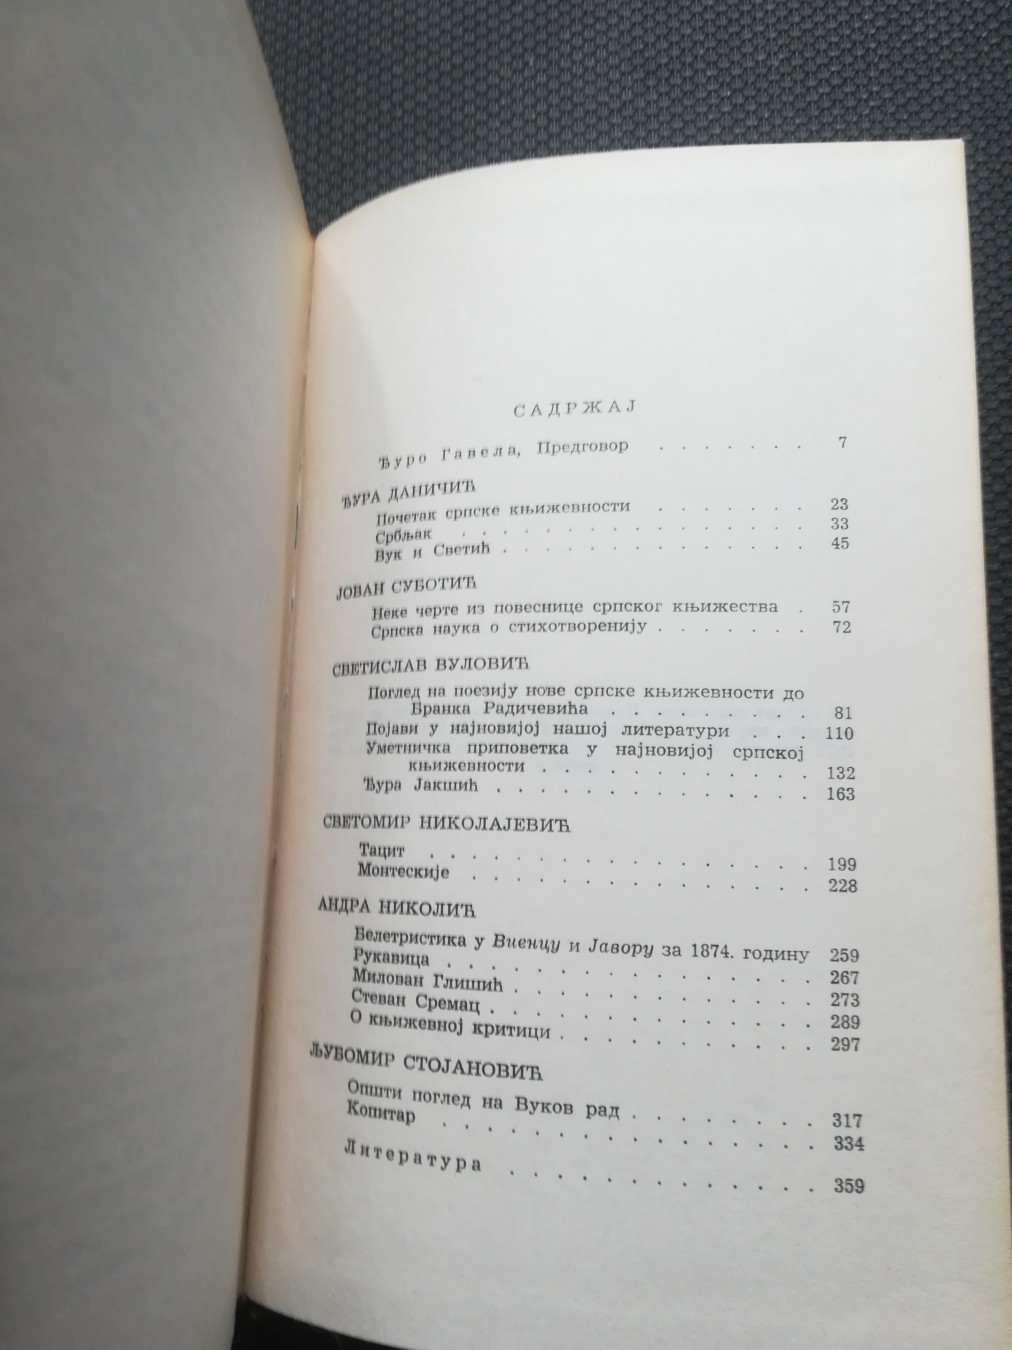 САДРЖАЈ
Ђуро Гавела, Предговор . . . . . . . 7
ЂУРА ДАНИЧИЋ
Почетак српске књижевности . . . . . . . 23
Србљак . . . . . . . . . . . . . 33
Вук и Светић . . . . . . . . . . . . . 45
ЈОВАН СУБОТИЋ
Неке черте из повеснице српског књижества . 57
Српска наука о стихотворенију . . . . . . . 72
СВЕТИСЛАВ ВУЛОВИЋ
Поглед на поезију нове српске књижевности до
Бранка Радичевића . . . . . . . . . 81
Појави у најновијој нашој литератури . . . 110
Уметничка приповетка у најновијој српској
књижевности . . . . . . . . . . . . 132
Ђура Јакшић . . . . . . . . . . . . . . 163
СВЕТОМИР НИКОЛАЈЕВИЋ
Тацит . . . . . . . . . . . . . . . 199
Монтескије . . . . . . . . . . . . . 228
АНДРА НИКОЛИЋ
Белетристика у Виенцу и Јавору за 1874. годину 259
Рукавица . . . . . . . . . . . . . . . 267
Милован Глишић . . . . . . . . . . . . 273
Стеван Сремац . . . . . . . . . . . . . 289
О књижевној критици . . . . . . . . . . 297
ЉУБОМИР СТОЈАНОВИЋ
Општи поглед на Вуков рад . . . . . . . 317
Копитар . . . . . . . . . . . . . . 334
Литература . . . . . . . . . . . . 359